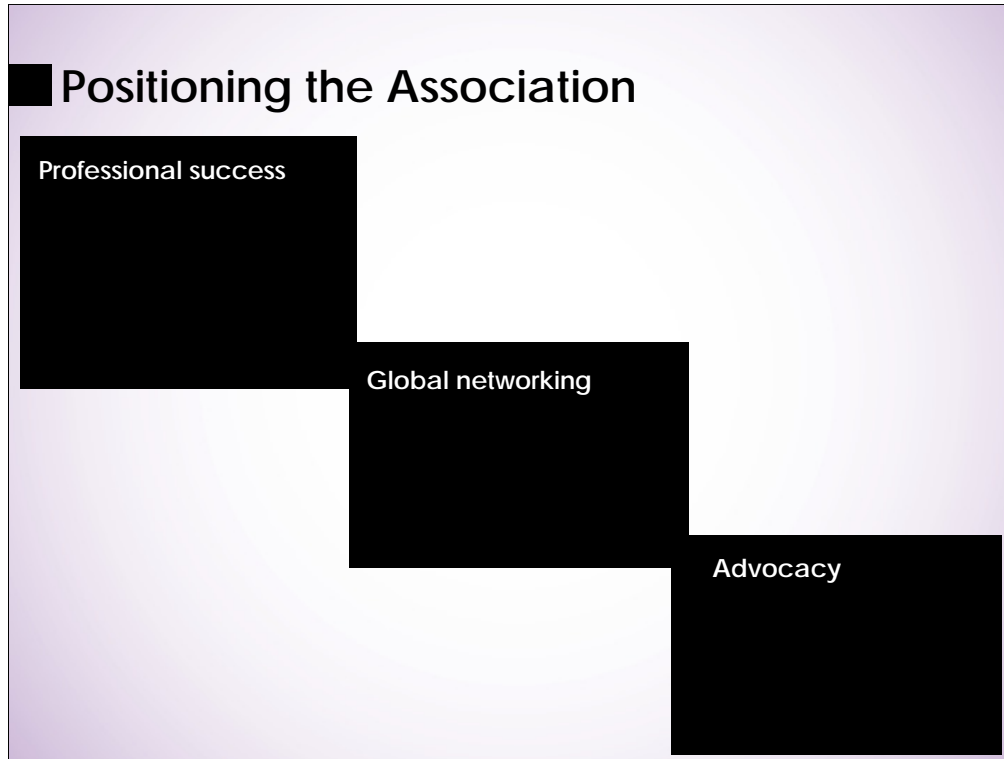 Positioning the Association
Professional success
Global networking
Advocacy